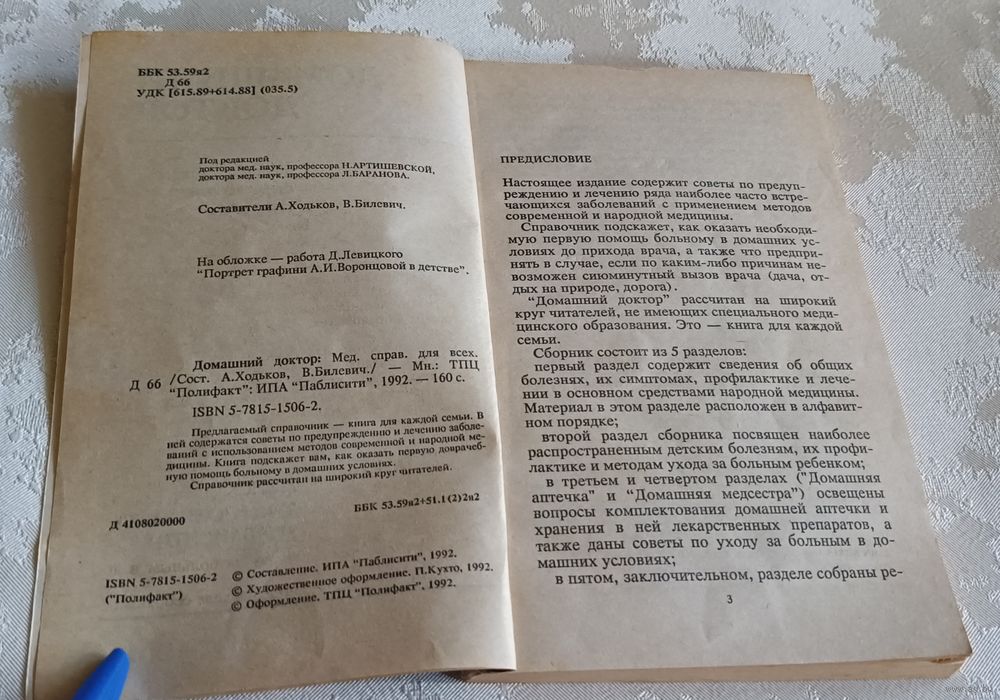 ББК 53.59я2
Д 66
УДК [615.89+614.88] (035.5)
Под редакцией
доктора мед. наук, профессора Н.АРТИШЕВСКОЙ,
доктора мед. наук, профессора Л.БАРАНОВА.
Составители А.Ходьков, В.Билевич.
На обложке — работа Д.Левицкого
"Портрет графини А.И.Воронцовой в детстве".
Домашний доктор: Мед. справ. для всех.
Д 66 /Сост. А.Ходьков, В.Билевич./ — Мн.: ТПЦ
"Полифакт": ИПА "Паблисити", 1992. — 160 с.
ISBN 5-7815-1506-2.
Предлагаемый справочник — книга для каждой семьи. В
ней содержатся советы по предупреждению и лечению заболе-
ваний с использованием методов современной и народной ме-
дицины. Книга подскажет вам, как оказать первую доврачеб-
ную помощь больному в домашних условиях.
Справочник рассчитан на широкий круг читателей.
Д 4108020000
ББК 53.59я2+51.1(2)2я2
ISBN 5-7815-1506-2
("Полифакт")
© Составление. ИПА "Паблисити", 1992.
© Художественное оформление. П.Кухто, 1992.
© Оформление. ТПЦ "Полифакт", 1992.
ПРЕДИСЛОВИЕ
Настоящее издание содержит советы по предуп-
реждению и лечению ряда наиболее часто встре-
чающихся заболеваний с применением методов
современной и народной медицины.
Справочник подскажет, как оказать необходи-
мую первую помощь больному в домашних ус-
ловиях до прихода врача, а также что предпри-
нять в случае, если по каким-либо причинам не-
возможен сиюминутный вызов врача (дача, от-
дых на природе, дорога).
"Домашний доктор" рассчитан на широкий
круг читателей, не имеющих специального меди-
цинского образования. Это — книга для каждой
семьи.
Сборник состоит из 5 разделов:
первый раздел содержит сведения об общих
болезнях, их симптомах, профилактике и лече-
нии в основном средствами народной медицины.
Материал в этом разделе расположен в алфавит-
ном порядке;
второй раздел сборника посвящен наиболее
распространенным детским болезням, их профи-
лактике и методам ухода за больным ребенком;
в третьем и четвертом разделах ("Домашняя
аптечка" и "Домашняя медсестра") освещены
вопросы комплектования домашней аптечки и
хранения в ней лекарственных препаратов, а
также даны советы по уходу за больным в до-
машних условиях;
в пятом, заключительном, разделе собраны ре-
3